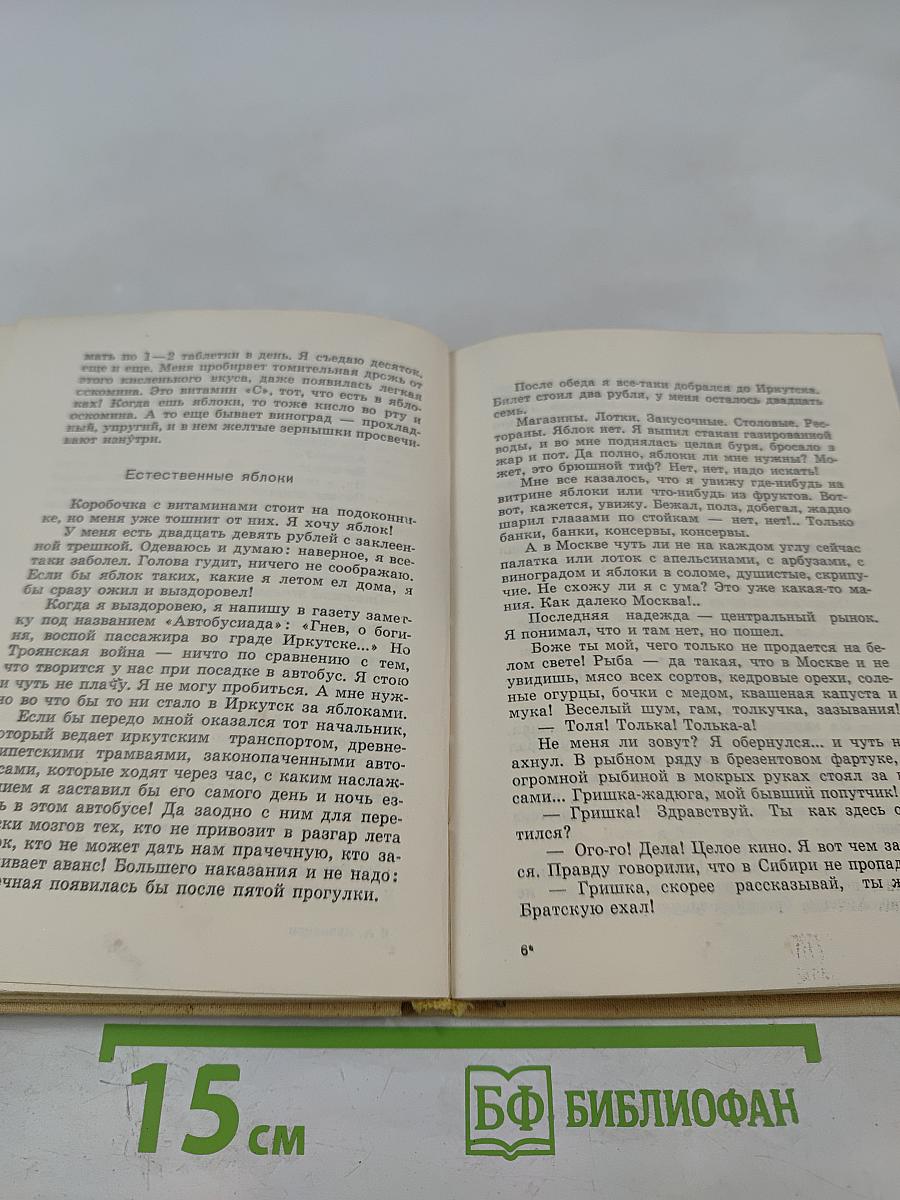 мать по 1—2 таблетки в день. Я съедаю десяток,
еще и еще. Меня пробирает томительная дрожь от
этого кисленького вкуса, даже появилась легкая
оскомина. Это витамин «С», тот, что есть в ябло-
ках! Когда ешь яблоки, то тоже кисло во рту и
оскомина. А то еще бывает виноград — прохлад-
ный, упругий, и в нем желтые зернышки просвечи-
вают изнутри.
Естественные яблоки
Коробочка с витаминами стоит на подоконни-
ке, но меня уже тошнит от них. Я хочу яблок!
У меня есть двадцать девять рублей с заклеен-
ной трешкой. Одеваюсь и думаю: наверное, я все-
таки заболел. Голова гудит, ничего не соображаю.
Если бы яблок таких, какие я летом ел дома, я
бы сразу ожил и выздоровел!
Когда я выздоровею, я напишу в газету замет-
ку под названием «Автобусиада»: «Гнев, о боги-
ня, воспой пассажира во граде Иркутске...» Но
Троянская война — ничто по сравнению с тем,
что творится у нас при посадке в автобус. Я стою
и чуть не плачу. Я не могу пробиться. А мне нуж-
но во что бы то ни стало в Иркутск за яблоками.
Если бы передо мной оказался тот начальник,
оторый ведает иркутским транспортом, древне-
ипетскими трамваями, законопаченными авто-
сами, которые ходят через час, с каким наслаж-
нием я заставил бы его самого день и ночь ез-
ь в этом автобусе! Да заодно с ним для пере-
ски мозгов тех, кто не привозит в разгар лета
ок, кто не может дать нам прачечную, кто за-
ивает аванс! Большего наказания и не надо:
ечная появилась бы после пятой прогулки.
После обеда я все-таки добрался до Иркутска.
Билет стоил два рубля, у меня осталось двадцать
семь.
Магазины. Лотки. Закусочные. Столовые. Рес-
тораны. Яблок нет. Я выпил стакан газированной
воды, и во мне поднялась целая буря, бросало в
жар и пот. Да полно, яблоки ли мне нужны? Мо-
жет, это брюшной тиф? Нет, нет, надо искать!
Мне все казалось, что я увижу где-нибудь на
витрине яблоки или что-нибудь из фруктов. Вот-
вот, кажется, увижу. Бежал, полз, добегал, жадно
шарил глазами по стойкам — нет, нет!.. Только
банки, банки, консервы, консервы.
А в Москве чуть ли не на каждом углу сейчас
палатка или лоток с апельсинами, с арбузами, с
виноградом и яблоки в соломе, душистые, скрипу-
чие. Не схожу ли я с ума? Это уже какая-то ма-
ния. Как далеко Москва!..
Последняя надежда — центральный рынок.
Я понимал, что и там нет, но пошел.
Боже ты мой, чего только не продается на бе-
лом свете! Рыба — да такая, что в Москве и не
увидишь, мясо всех сортов, кедровые орехи, соле-
ные огурцы, бочки с медом, квашеная капуста и
мука! Веселый шум, гам, толкучка, зазывания!
— Толя! Толька! Толька-а!
Не меня ли зовут? Я обернулся... и чуть н
ахнул. В рыбном ряду в брезентовом фартуке,
огромной рыбиной в мокрых руках стоял за
сами... Гришка-жадюга, мой бывший попутчик!
— Гришка! Здравствуй. Ты как здесь о
тился?
— Ого-го! Дела! Целое кино. Я вот чем за
ся. Правду говорили, что в Сибири не пропад
— Гришка, скорее рассказывай, ты ж
Братскую ехал!
6*
15 см
БФ БИБЛИОФАН